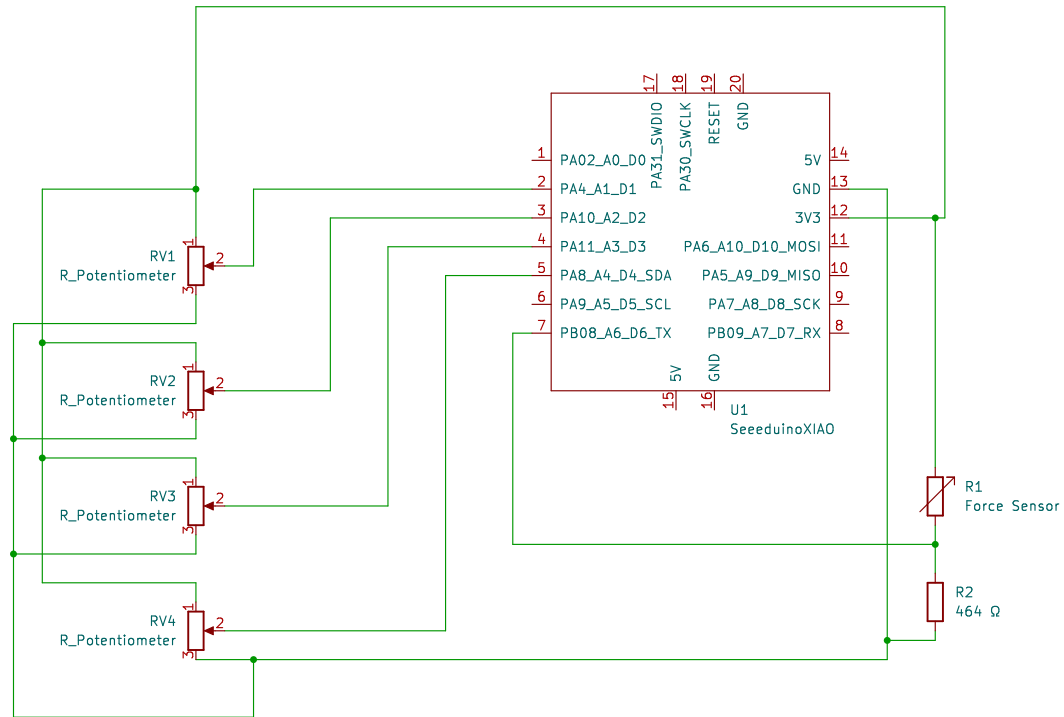 17
18
19
20
PA31_SWDIO
PA30_SWCLK
RESET
GND
1
PA02_A0_D0
5V
14
2
PA4_A1_D1
GND
13
3
PA10_A2_D2
3V3
12
4
PA11_A3_D3
PA6_A10_D10_MOSI
11
5
PA8_A4_D4_SDA
PA5_A9_D9_MISO
10
6
PA9_A5_D5_SCL
PA7_A8_D8_SCK
9
7
PB08_A6_D6_TX
PB09_A7_D7_RX
8
5V
GND
15
16
U1
SeeeduinoXIAO
1
RV1
2
R_Potentiometer
3
1
RV2
2
R_Potentiometer
3
1
RV3
2
R_Potentiometer
3
1
RV4
2
R_Potentiometer
3
R1
Force Sensor
R2
464 Ω